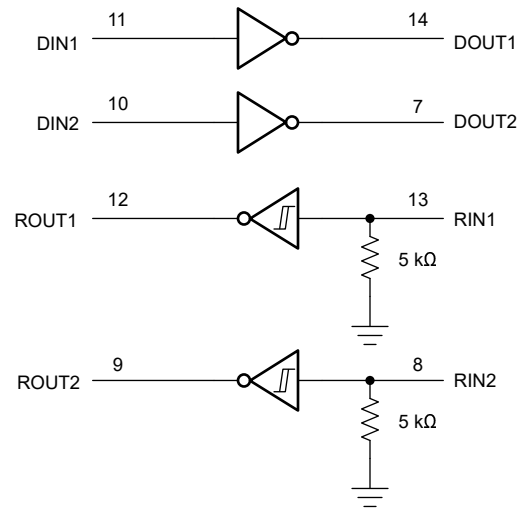 DIN1 11 14 DOUT1
DIN2 10 7 DOUT2
ROUT1 12 13 RIN1
5 kΩ
ROUT2 9 8 RIN2
5 kΩ